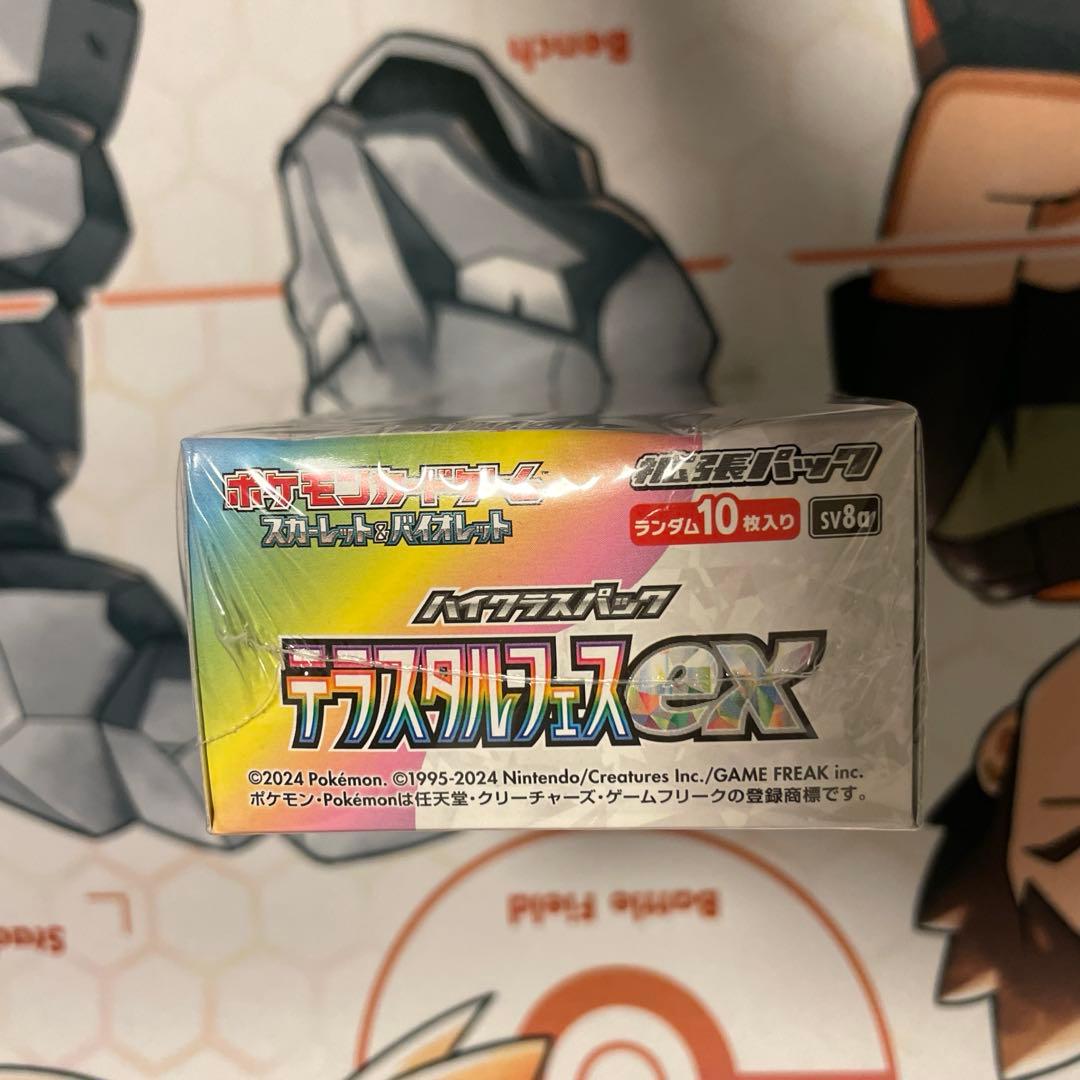 Bench
ポケモンカードゲーム™
スカーレット&バイオレット
拡張パック
ランダム10枚入り
SV8a
ハイクラスパック
テラスタルフェスex
©2024 Pokémon. ©1995-2024 Nintendo/Creatures Inc./GAME FREAK inc.
ポケモン・Pokémonは任天堂・クリーチャーズ・ゲームフリークの登録商標です。
Battle Field